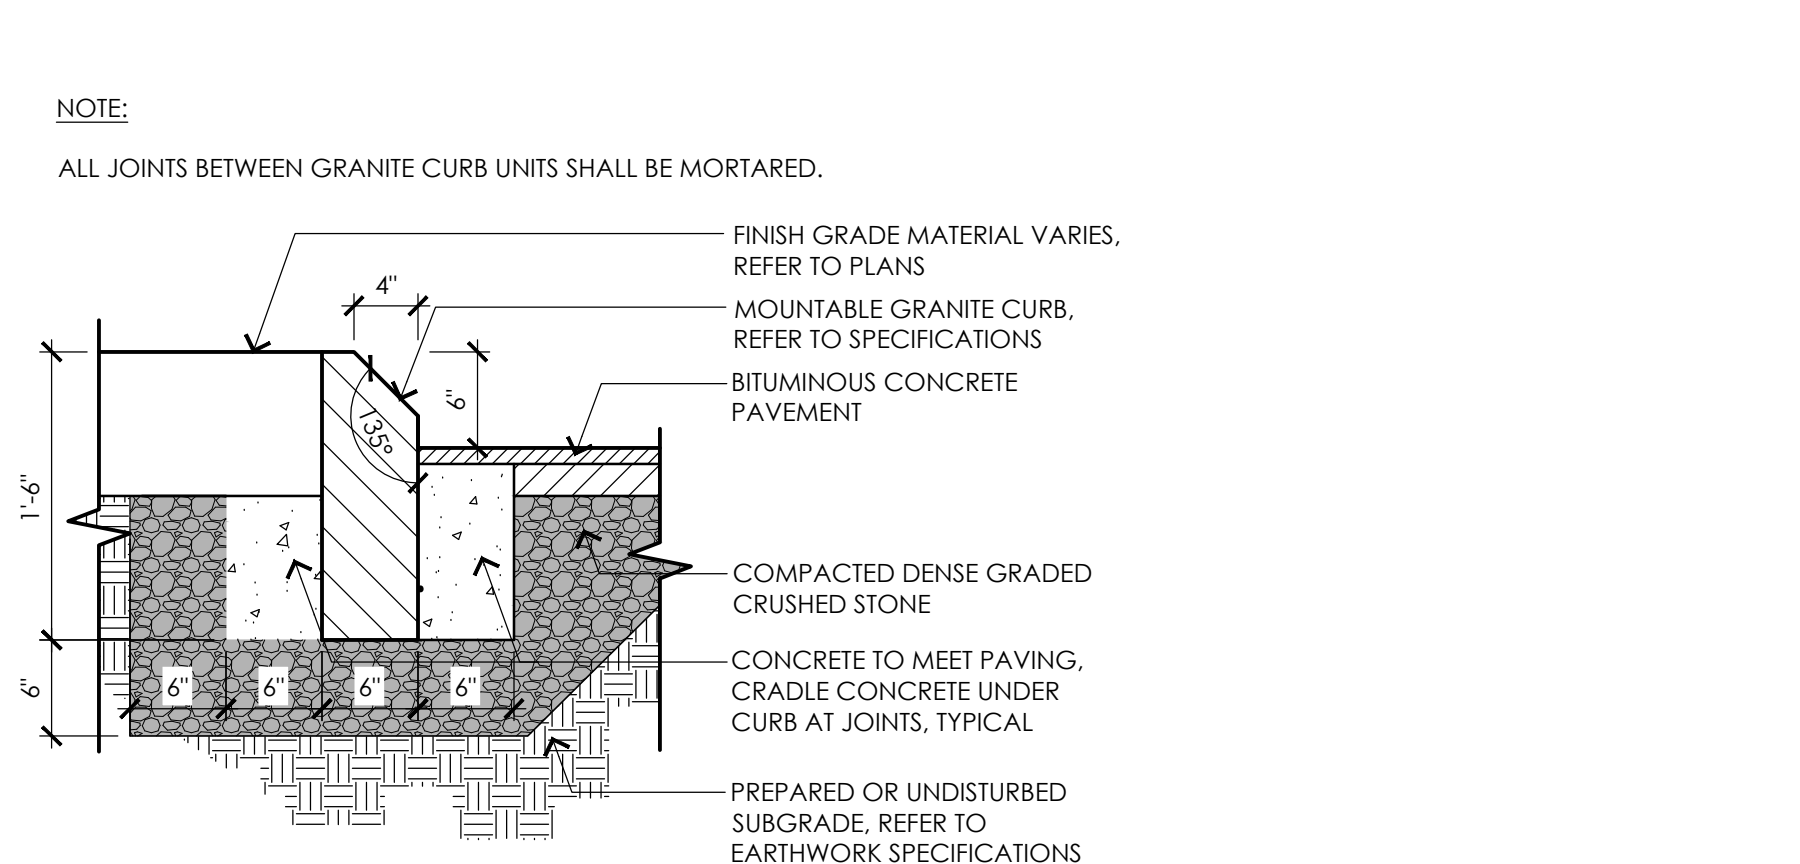 NOTE:
ALL JOINTS BETWEEN GRANITE CURB UNITS SHALL BE MORTARED.
FINISH GRADE MATERIAL VARIES,
REFER TO PLANS
4"
MOUNTABLE GRANITE CURB,
REFER TO SPECIFICATIONS
BITUMINOUS CONCRETE
PAVEMENT
6"
135°
1'-6"
COMPACTED DENSE GRADED
CRUSHED STONE
CONCRETE TO MEET PAVING,
CRADLE CONCRETE UNDER
CURB AT JOINTS, TYPICAL
6"
6" 6" 6" 6"
PREPARED OR UNDISTURBED
SUBGRADE, REFER TO
EARTHWORK SPECIFICATIONS